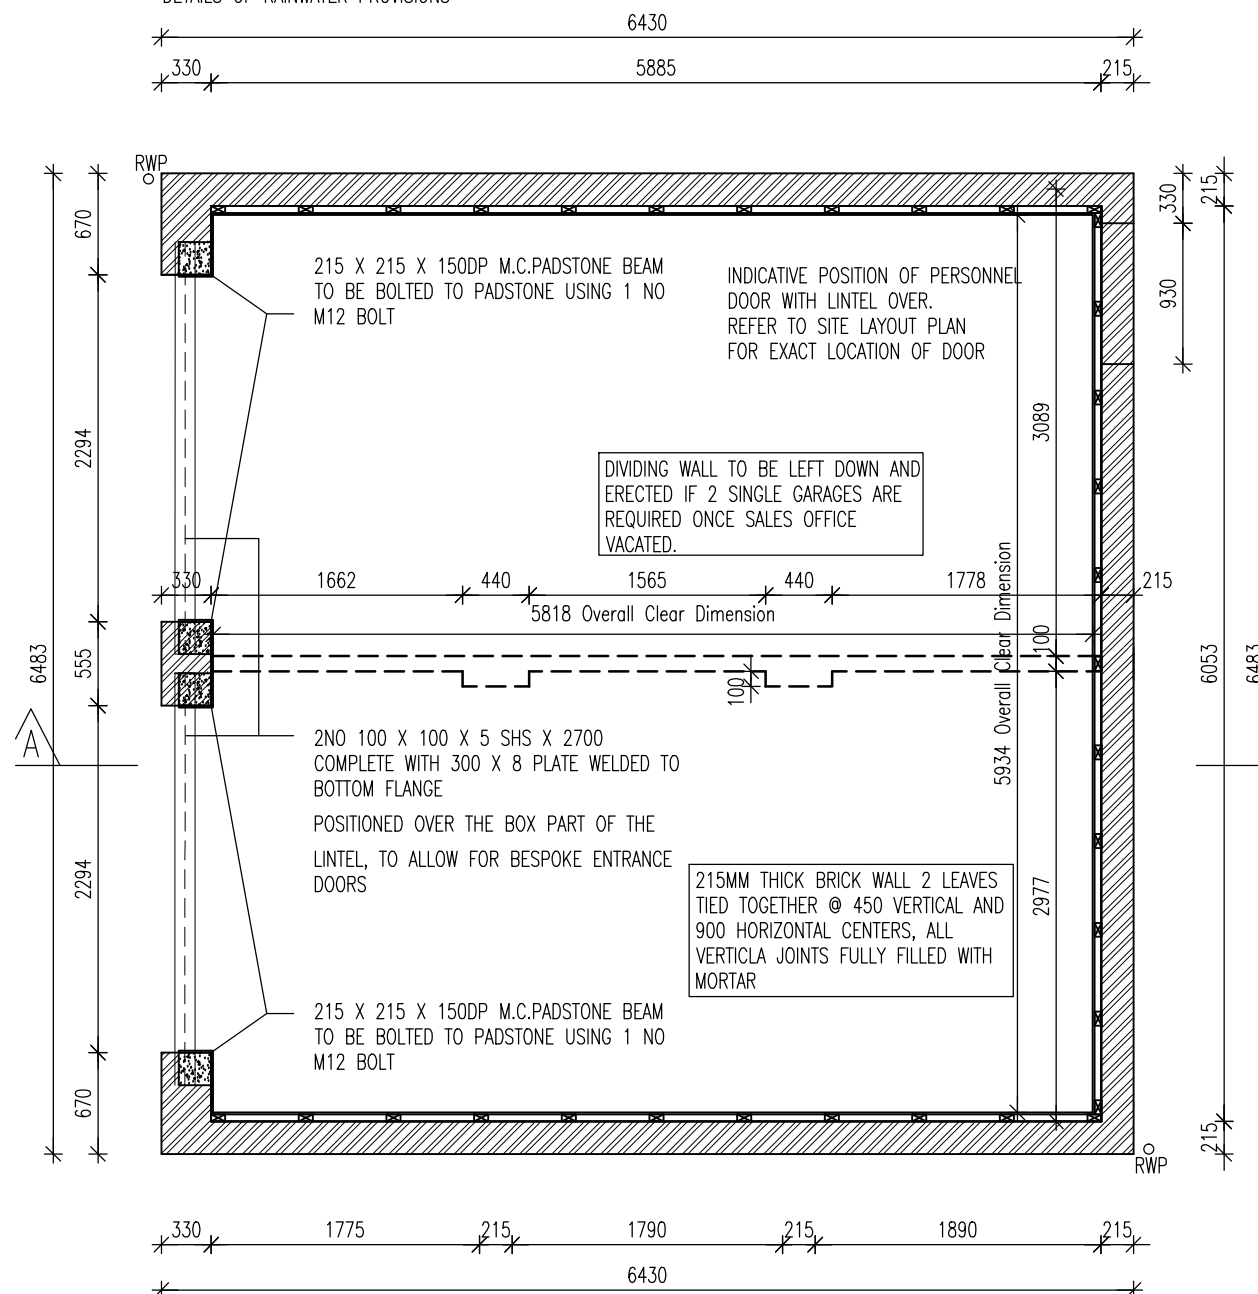 DETAILS OF RAINWATER PROVISIONS
6430
330 5885 215
RWP
670
2294
6483
555
2294
670
A
215 X 215 X 150DP M.C.PADSTONE BEAM
TO BE BOLTED TO PADSTONE USING 1 NO
M12 BOLT
INDICATIVE POSITION OF PERSONNEL
DOOR WITH LINTEL OVER.
REFER TO SITE LAYOUT PLAN
FOR EXACT LOCATION OF DOOR
330
215
930
3089
DIVIDING WALL TO BE LEFT DOWN AND
ERECTED IF 2 SINGLE GARAGES ARE
REQUIRED ONCE SALES OFFICE
VACATED.
330 1662 440 1565 440 1778 215
5818 Overall Clear Dimension
5934 Overall Clear Dimension
100
100
6053
6483
2NO 100 X 100 X 5 SHS X 2700
COMPLETE WITH 300 X 8 PLATE WELDED TO
BOTTOM FLANGE
POSITIONED OVER THE BOX PART OF THE
LINTEL, TO ALLOW FOR BESPOKE ENTRANCE
DOORS
215MM THICK BRICK WALL 2 LEAVES
TIED TOGETHER @ 450 VERTICAL AND
900 HORIZONTAL CENTERS, ALL
VERTICLA JOINTS FULLY FILLED WITH
MORTAR
2977
215 X 215 X 150DP M.C.PADSTONE BEAM
TO BE BOLTED TO PADSTONE USING 1 NO
M12 BOLT
215
RWP
330 1775 215 1790 215 1890 215
6430